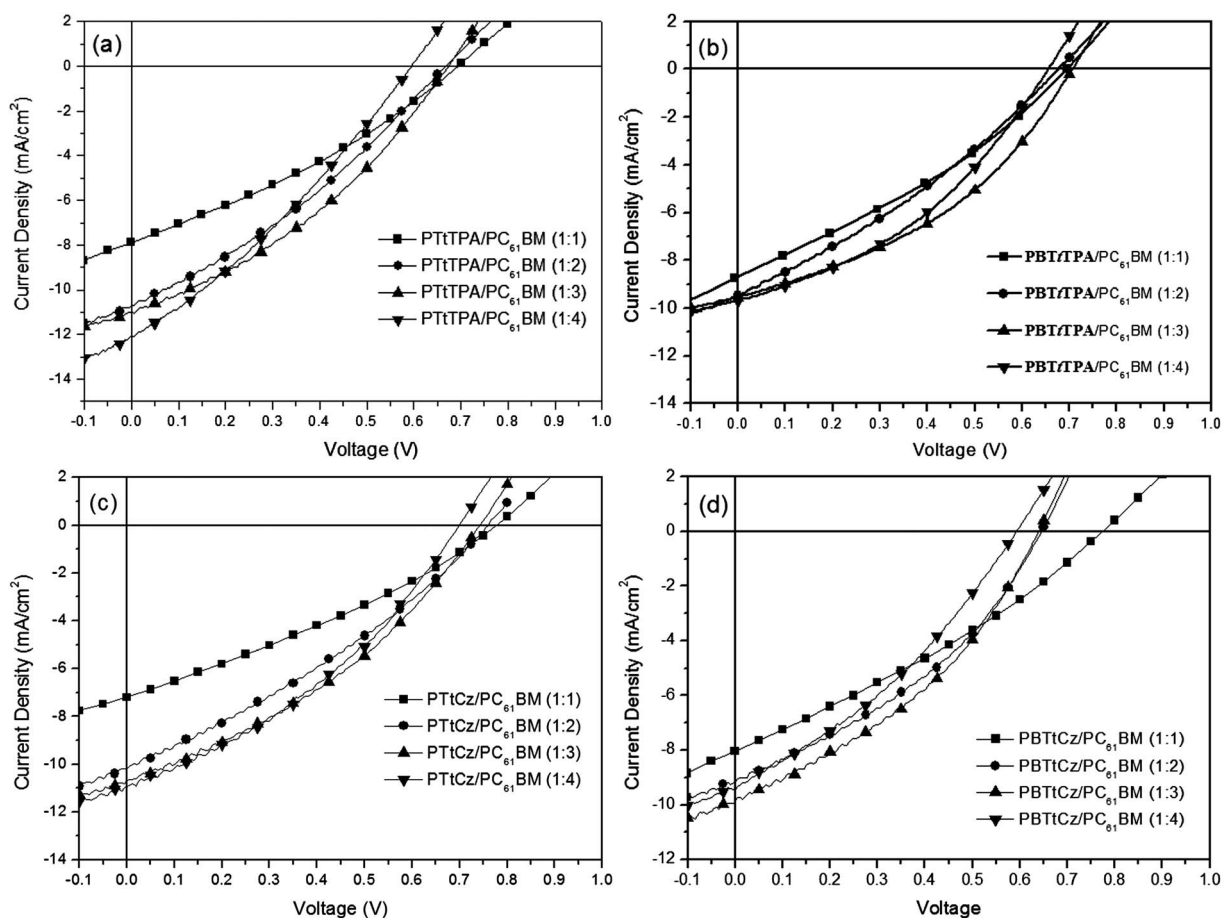 (a)
Current Density (mA/cm²)
2
0
-2
-4
-6
-8
-10
-12
-14
-0.1 0.0 0.1 0.2 0.3 0.4 0.5 0.6 0.7 0.8 0.9 1.0
Voltage (V)
PTtTPA/PC₆₁BM (1:1)
PTtTPA/PC₆₁BM (1:2)
PTtTPA/PC₆₁BM (1:3)
PTtTPA/PC₆₁BM (1:4)
(b)
Current Density (mA/cm²)
2
0
-2
-4
-6
-8
-10
-12
-14
-0.1 0.0 0.1 0.2 0.3 0.4 0.5 0.6 0.7 0.8 0.9 1.0
Voltage (V)
PBTtTPA/PC₆₁BM (1:1)
PBTtTPA/PC₆₁BM (1:2)
PBTtTPA/PC₆₁BM (1:3)
PBTtTPA/PC₆₁BM (1:4)
(c)
Current Density (mA/cm²)
2
0
-2
-4
-6
-8
-10
-12
-14
-0.1 0.0 0.1 0.2 0.3 0.4 0.5 0.6 0.7 0.8 0.9 1.0
Voltage (V)
PTtCz/PC₆₁BM (1:1)
PTtCz/PC₆₁BM (1:2)
PTtCz/PC₆₁BM (1:3)
PTtCz/PC₆₁BM (1:4)
(d)
Current Density (mA/cm²)
2
0
-2
-4
-6
-8
-10
-12
-0.1 0.0 0.1 0.2 0.3 0.4 0.5 0.6 0.7 0.8 0.9 1.0
Voltage
PBTtCz/PC₆₁BM (1:1)
PBTtCz/PC₆₁BM (1:2)
PBTtCz/PC₆₁BM (1:3)
PBTtCz/PC₆₁BM (1:4)